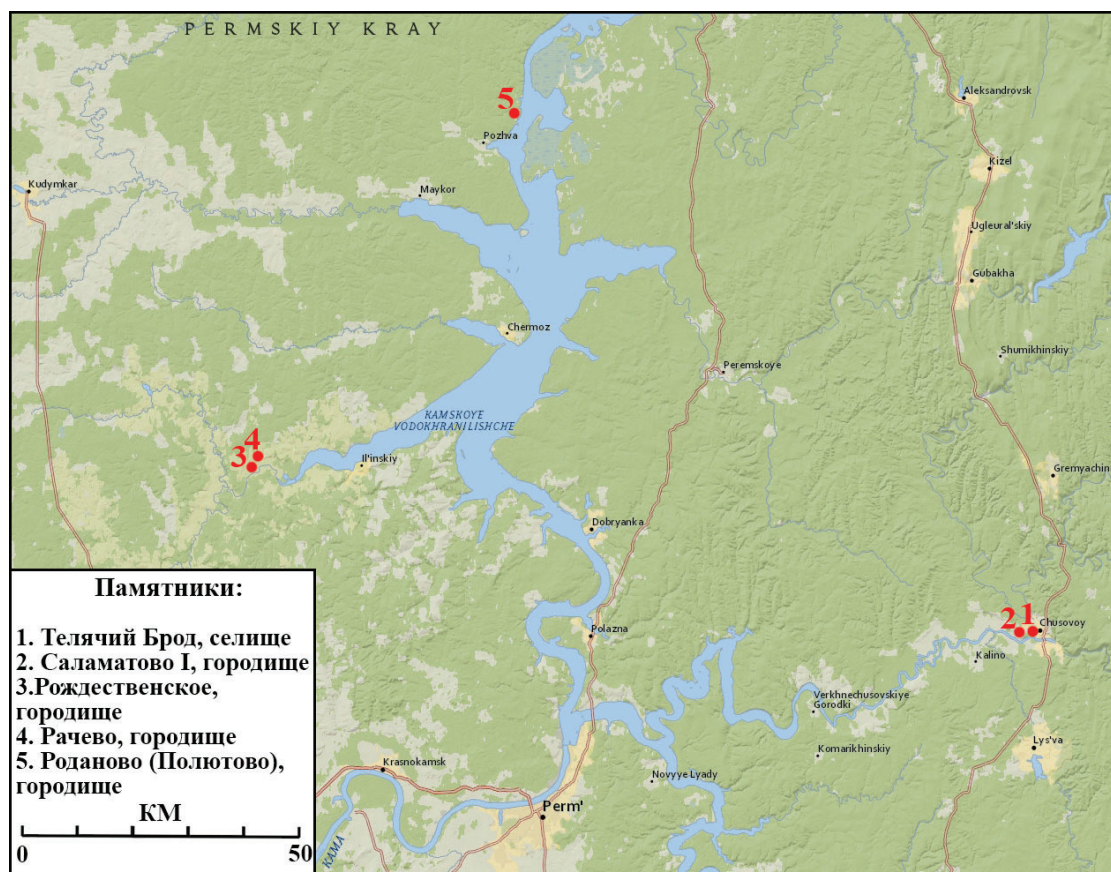 PERMSKIY KRAY
Aleksandrovsk
5
Pozhva
Kizel
Kudymkar
Maykor
Ugleural'skiy
Gubakha
Chermoz
Shumikhinskiy
Peremskoye
KAMSKOYE
VODOKHRANILISHCHE
4
3
Il'inskiy
Gremyachin
Dobryanka
2 1
Chusovoy
Polazna
Kalino
Verkhnechusovskiye
Gorodki
Lys'va
Komarikhinskiy
Krasnokamsk
Novyye Lyady
Perm'
KAMA
Памятники:
1. Телячий Брод, селище
2. Саламатово I, городище
3.Рождественское,
городище
4. Рачево, городище
5. Роданово (Полютово),
городище
КМ
0 50